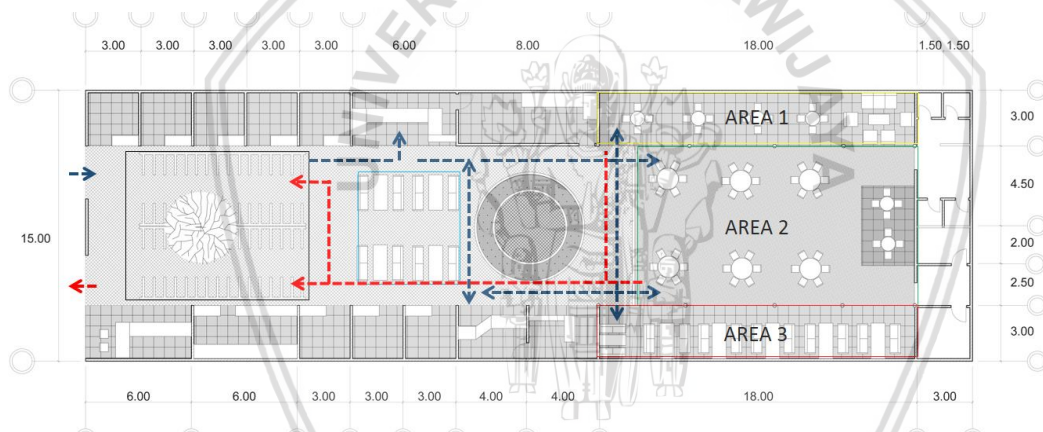 UNIVERSITAS BRAWIJAYA
3.00 3.00 3.00 3.00 3.00 6.00 8.00 18.00 1.50 1.50
AREA 1
3.00
4.50
AREA 2
15.00
2.00
2.50
AREA 3
3.00
6.00 6.00 3.00 3.00 3.00 4.00 4.00 18.00 3.00